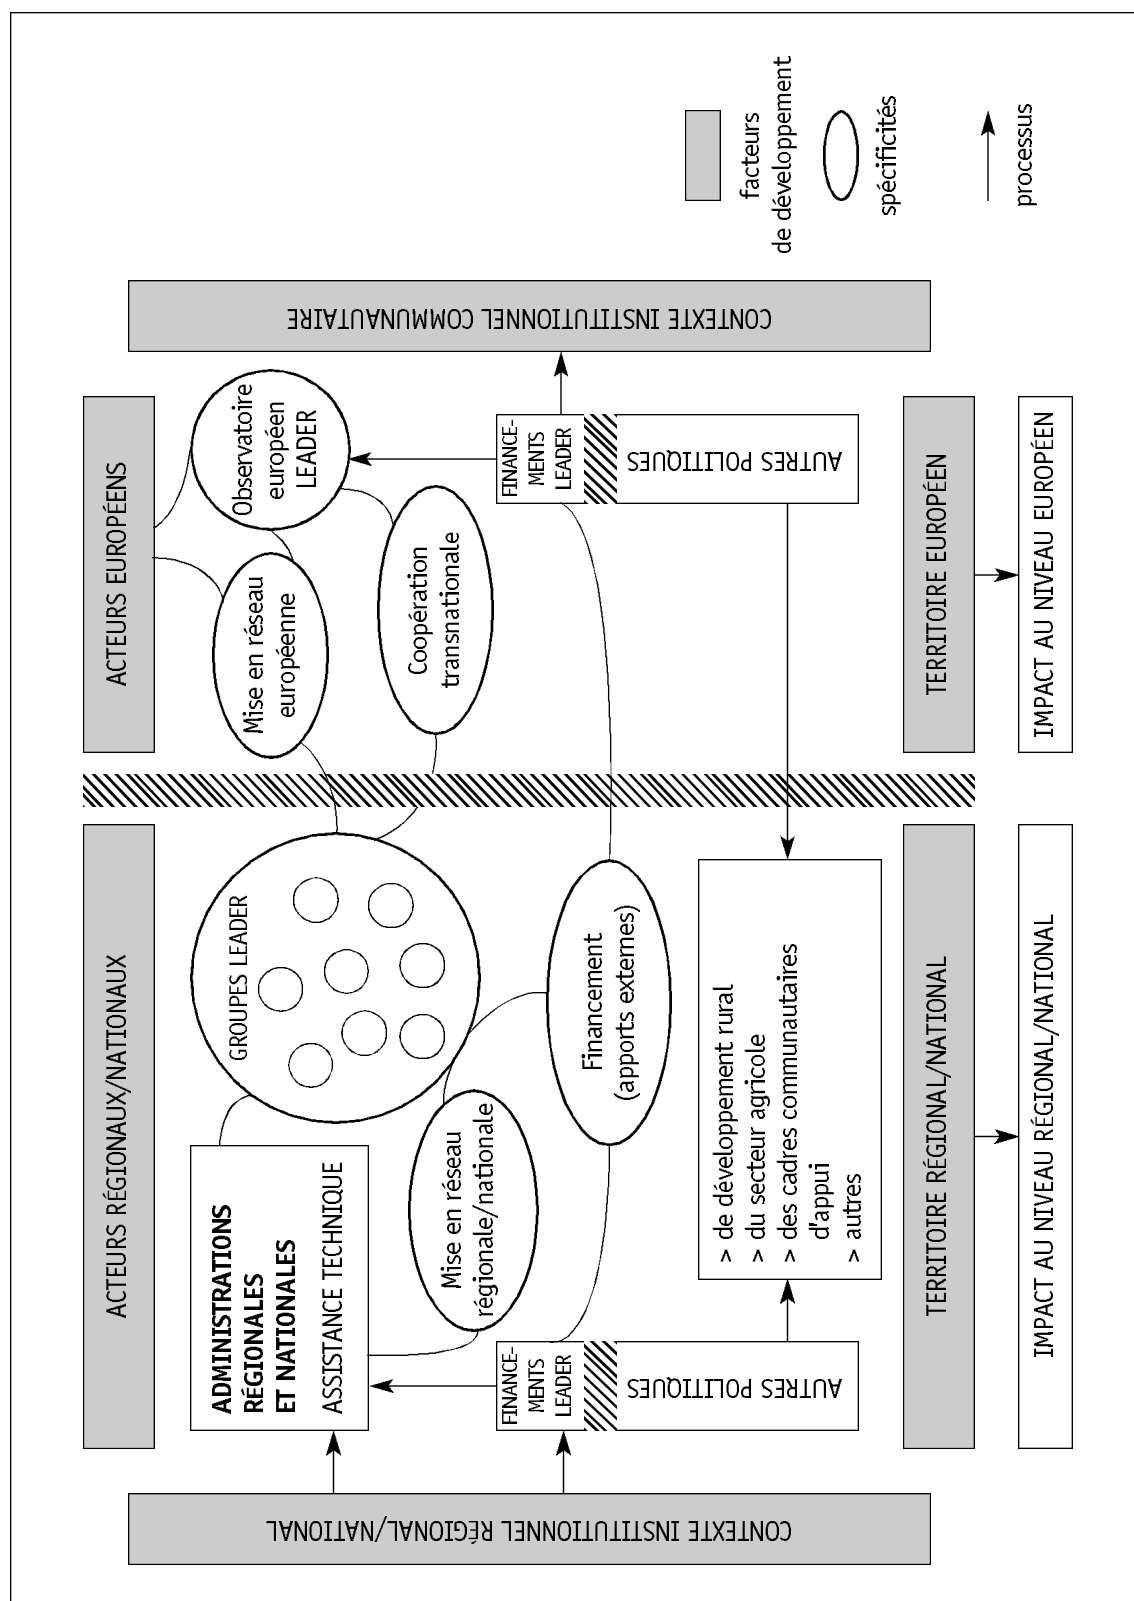 ACTEURS RÉGIONAUX/NATIONAUX
ACTEURS EUROPÉENS
CONTEXTE INSTITUTIONNEL RÉGIONAL/NATIONAL
ADMINISTRATIONS
RÉGIONALES
ET NATIONALES
ASSISTANCE TECHNIQUE
GROUPES LEADER
Mise en réseau
européenne
Observatoire
européen
LEADER
Coopération
transnationale
Mise en réseau
régionale/nationale
FINANCE-
MENTS
LEADER
AUTRES POLITIQUES
Financement
(apports externes)
FINANCE-
MENTS
LEADER
AUTRES POLITIQUES
> de développement rural
> du secteur agricole
> des cadres communautaires
d'appui
> autres
CONTEXTE INSTITUTIONNEL COMMUNAUTAIRE
TERRITOIRE RÉGIONAL/NATIONAL
TERRITOIRE EUROPÉEN
IMPACT AU NIVEAU RÉGIONAL/NATIONAL
IMPACT AU NIVEAU EUROPÉEN
facteurs
de développement
spécificités
processus